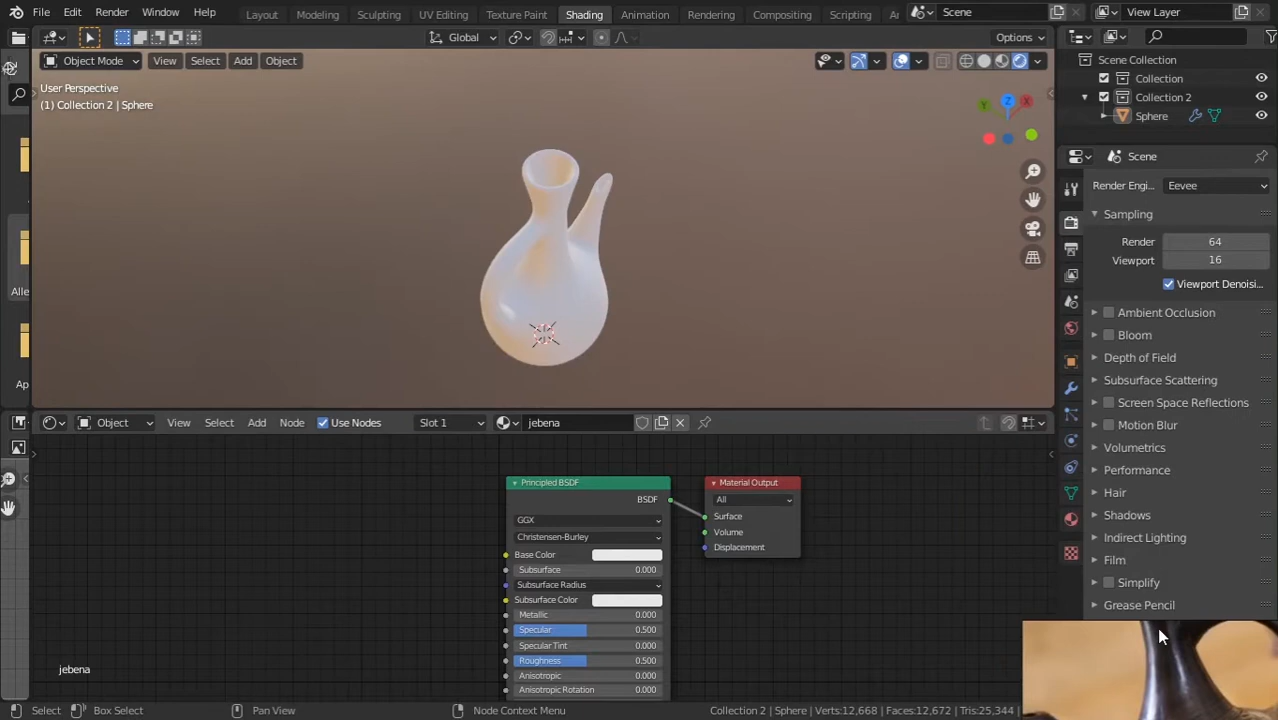 File Edit Render Window Help Layout Modeling Sculpting UV Editing Texture Paint Shading Animation Rendering Compositing Scripting Scene View Layer
Global Options
Object Mode View Select Add Object
Scene Collection
Collection
Collection 2
Sphere
User Perspective
(1) Collection 2 | Sphere
Z
Y
X
Scene
Render Engi... Eevee
Sampling
Render 64
Viewport 16
Viewport Denoisi...
Ambient Occlusion
Bloom
Depth of Field
Subsurface Scattering
Screen Space Reflections
Motion Blur
Volumetrics
Performance
Hair
Shadows
Indirect Lighting
Film
Simplify
Grease Pencil
Alle
Ap
Object View Select Add Node Use Nodes Slot 1 jebena
Principled BSDF
BSDF
GGX
Christensen-Burley
Base Color
Subsurface 0.000
Subsurface Radius
Subsurface Color
Metallic 0.000
Specular 0.500
Specular Tint 0.000
Roughness 0.500
Anisotropic 0.000
Anisotropic Rotation 0.000
Material Output
All
Surface
Volume
Displacement
jebena
Select Box Select Pan View Node Context Menu Collection 2 | Sphere | Verts:12,668 | Faces:12,672 | Tris:25,344